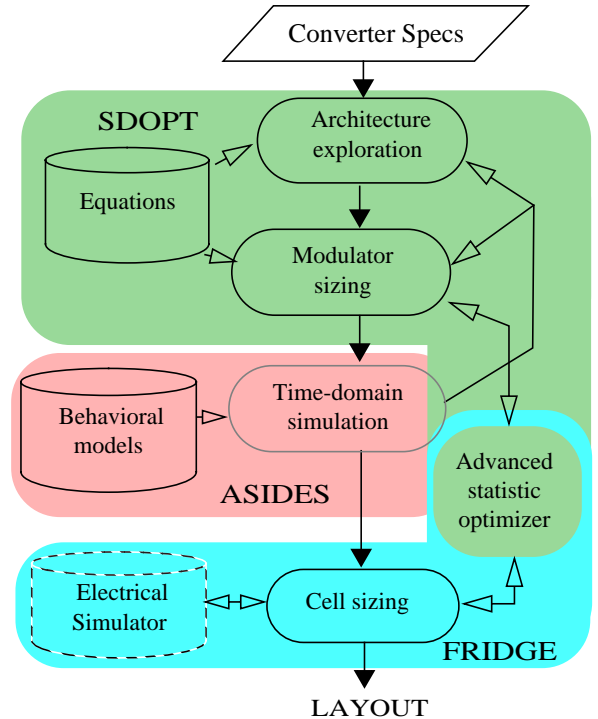 Converter Specs
SDOPT
Architecture
exploration
Equations
Modulator
sizing
Time-domain
simulation
Behavioral
models
ASIDES
Advanced
statistic
optimizer
Electrical
Simulator
Cell sizing
FRIDGE
LAYOUT